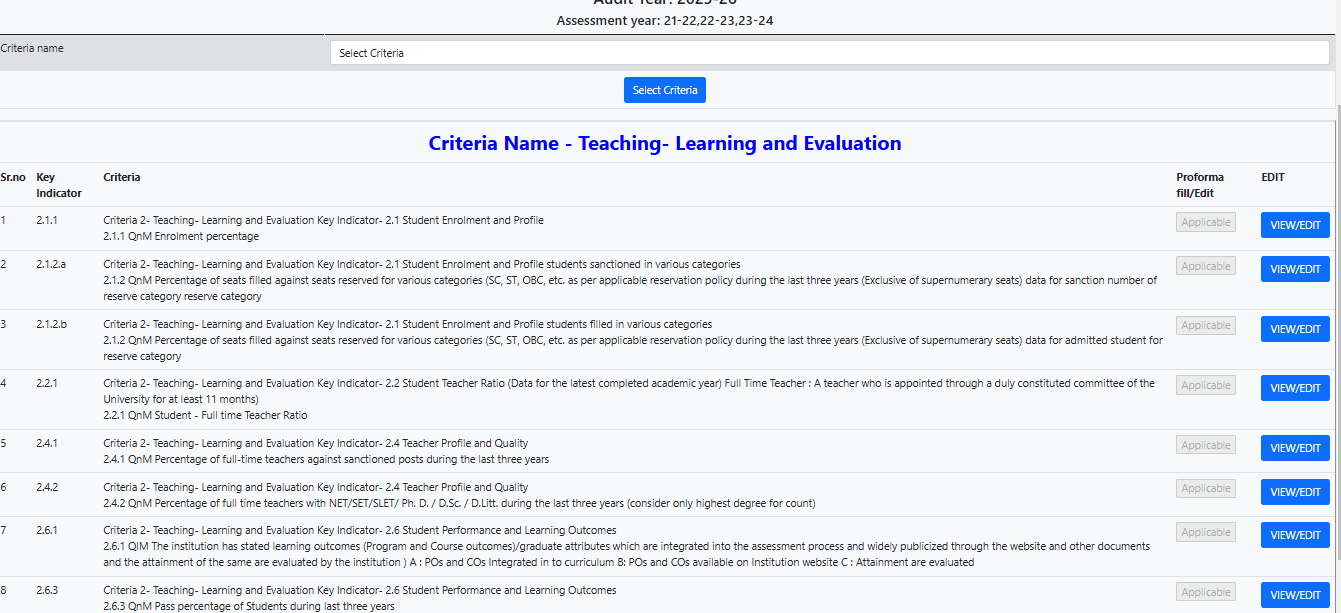 Audit Year: 2025-26
Assessment year: 21-22,22-23,23-24
Criteria name
Select Criteria
Select Criteria
Criteria Name - Teaching- Learning and Evaluation
Sr.no Key Indicator Criteria Proforma fill/Edit EDIT
1 2.1.1 Criteria 2- Teaching- Learning and Evaluation Key Indicator- 2.1 Student Enrolment and Profile Applicable VIEW/EDIT
2.1.1 QnM Enrolment percentage
2 2.1.2.a Criteria 2- Teaching- Learning and Evaluation Key Indicator- 2.1 Student Enrolment and Profile students sanctioned in various categories Applicable VIEW/EDIT
2.1.2 QnM Percentage of seats filled against seats reserved for various categories (SC, ST, OBC, etc. as per applicable reservation policy during the last three years (Exclusive of supernumerary seats) data for sanction number of
reserve category reserve category
3 2.1.2.b Criteria 2- Teaching- Learning and Evaluation Key Indicator- 2.1 Student Enrolment and Profile students filled in various categories Applicable VIEW/EDIT
2.1.2 QnM Percentage of seats filled against seats reserved for various categories (SC, ST, OBC, etc. as per applicable reservation policy during the last three years (Exclusive of supernumerary seats) data for admitted student for
reserve category
4 2.2.1 Criteria 2- Teaching- Learning and Evaluation Key Indicator- 2.2 Student Teacher Ratio (Data for the latest completed academic year) Full Time Teacher : A teacher who is appointed through a duly constituted committee of the Applicable VIEW/EDIT
University for at least 11 months)
2.2.1 QnM Student - Full time Teacher Ratio
5 2.4.1 Criteria 2- Teaching- Learning and Evaluation Key Indicator- 2.4 Teacher Profile and Quality Applicable VIEW/EDIT
2.4.1 QnM Percentage of full-time teachers against sanctioned posts during the last three years
6 2.4.2 Criteria 2- Teaching- Learning and Evaluation Key Indicator- 2.4 Teacher Profile and Quality Applicable VIEW/EDIT
2.4.2 QnM Percentage of full time teachers with NET/SET/SLET/ Ph. D. / D.Sc. / D.Litt. during the last three years (consider only highest degree for count)
7 2.6.1 Criteria 2- Teaching- Learning and Evaluation Key Indicator- 2.6 Student Performance and Learning Outcomes Applicable VIEW/EDIT
2.6.1 QlM The institution has stated learning outcomes (Program and Course outcomes)/graduate attributes which are integrated into the assessment process and widely publicized through the website and other documents
and the attainment of the same are evaluated by the institution ) A : POs and COs Integrated in to curriculum B: POs and COs available on Institution website C : Attainment are evaluated
8 2.6.3 Criteria 2- Teaching- Learning and Evaluation Key Indicator- 2.6 Student Performance and Learning Outcomes Applicable VIEW/EDIT
2.6.3 QnM Pass percentage of Students during last three years